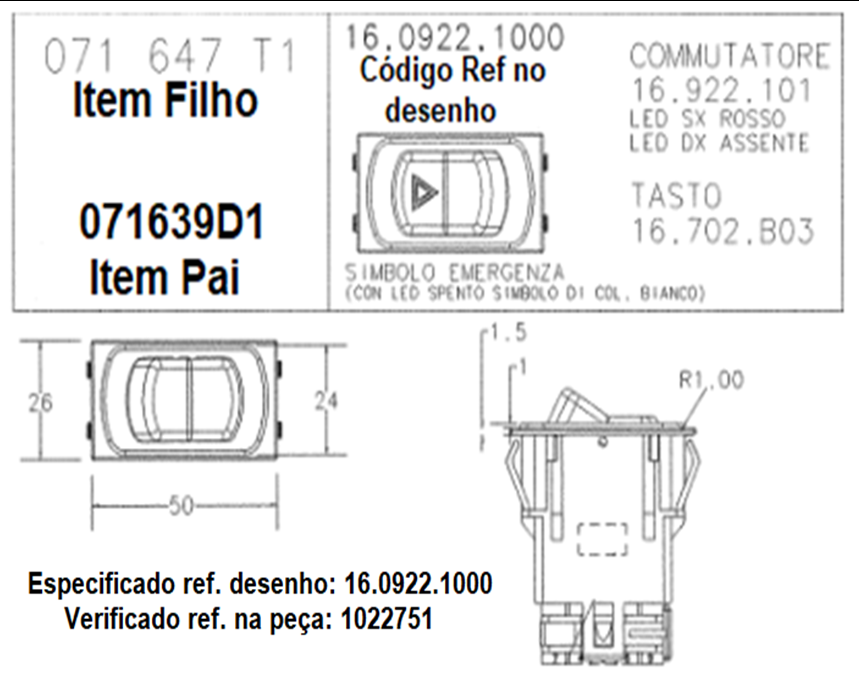 071 647 T1
Item Filho
071639D1
Item Pai
16.0922.1000
Código Ref no
desenho
SIMBOLO EMERGENZA
(CON LED SPENTO SIMBOLO DI COL. BIANCO)
COMMUTATORE
16.922.101
LED SX ROSSO
LED DX ASSENTE
TASTO
16.702.B03
26
24
50
1.5
1
R1.00
Especificado ref. desenho: 16.0922.1000
Verificado ref. na peça: 1022751